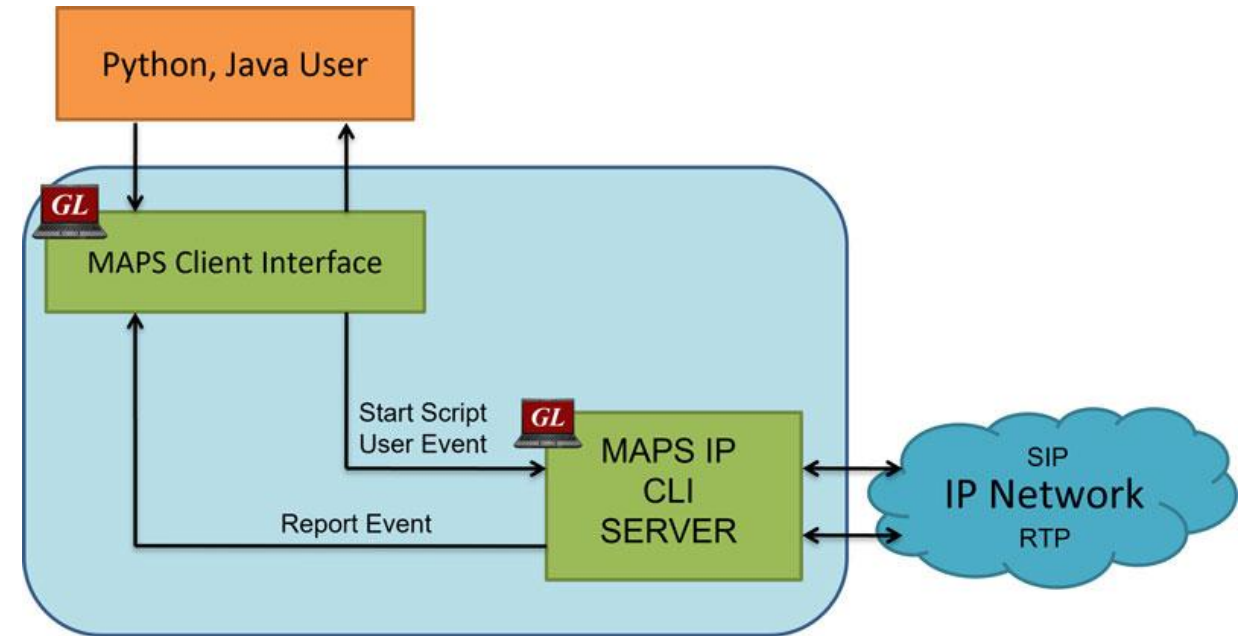 Python, Java User
GL
MAPS Client Interface
Start Script
User Event
GL
MAPS IP
CLI
SERVER
Report Event
SIP
IP Network
RTP